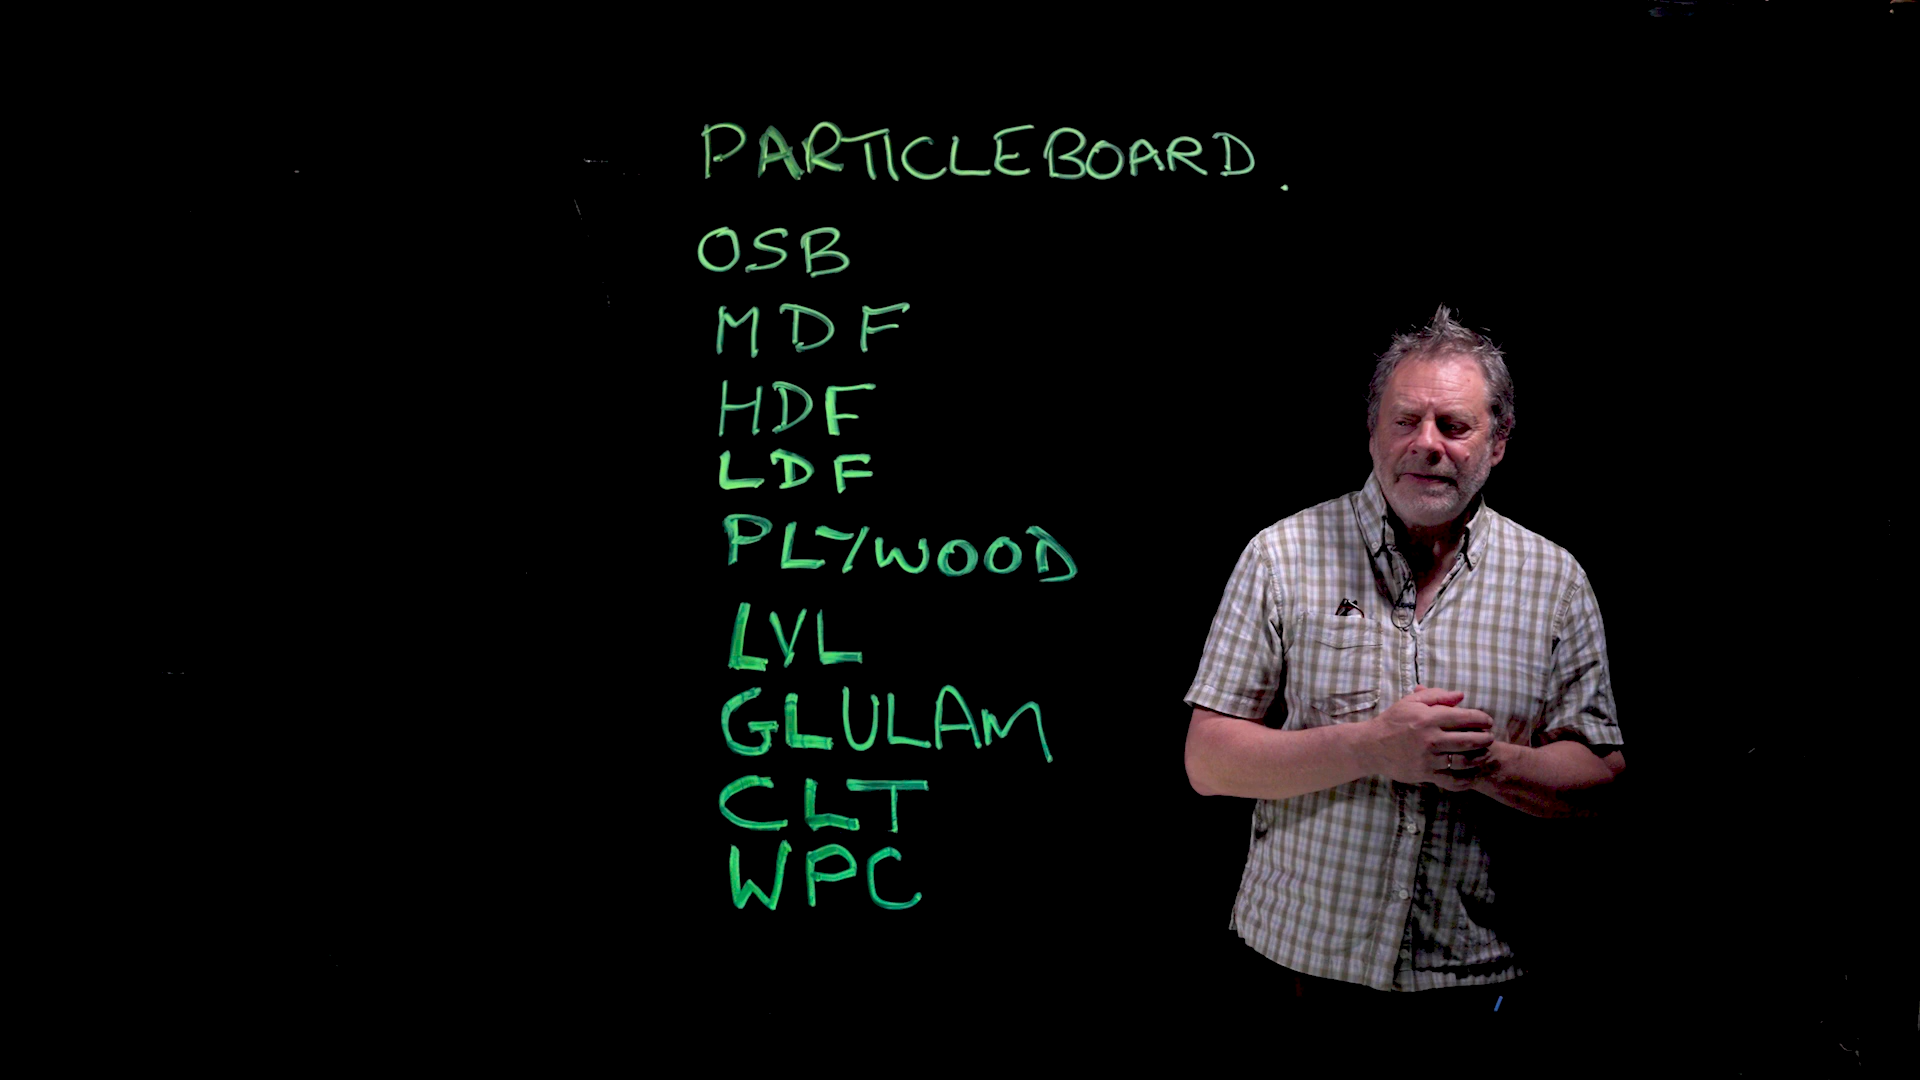 PARTICLEBOARD.
OSB
MDF
HDF
LDF
PLYWOOD
LVL
GLULAM
CLT
WPC